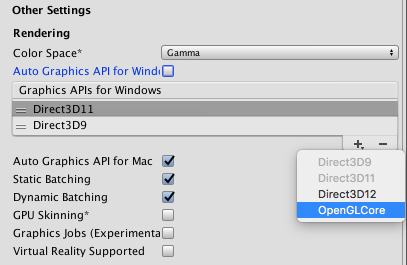 Other Settings
Rendering
Color Space* Gamma
Auto Graphics API for Windo
Graphics APIs for Windows
Direct3D11
Direct3D9
Auto Graphics API for Mac
Static Batching
Dynamic Batching
GPU Skinning*
Graphics Jobs (Experimenta
Virtual Reality Supported
Direct3D9
Direct3D11
Direct3D12
OpenGLCore